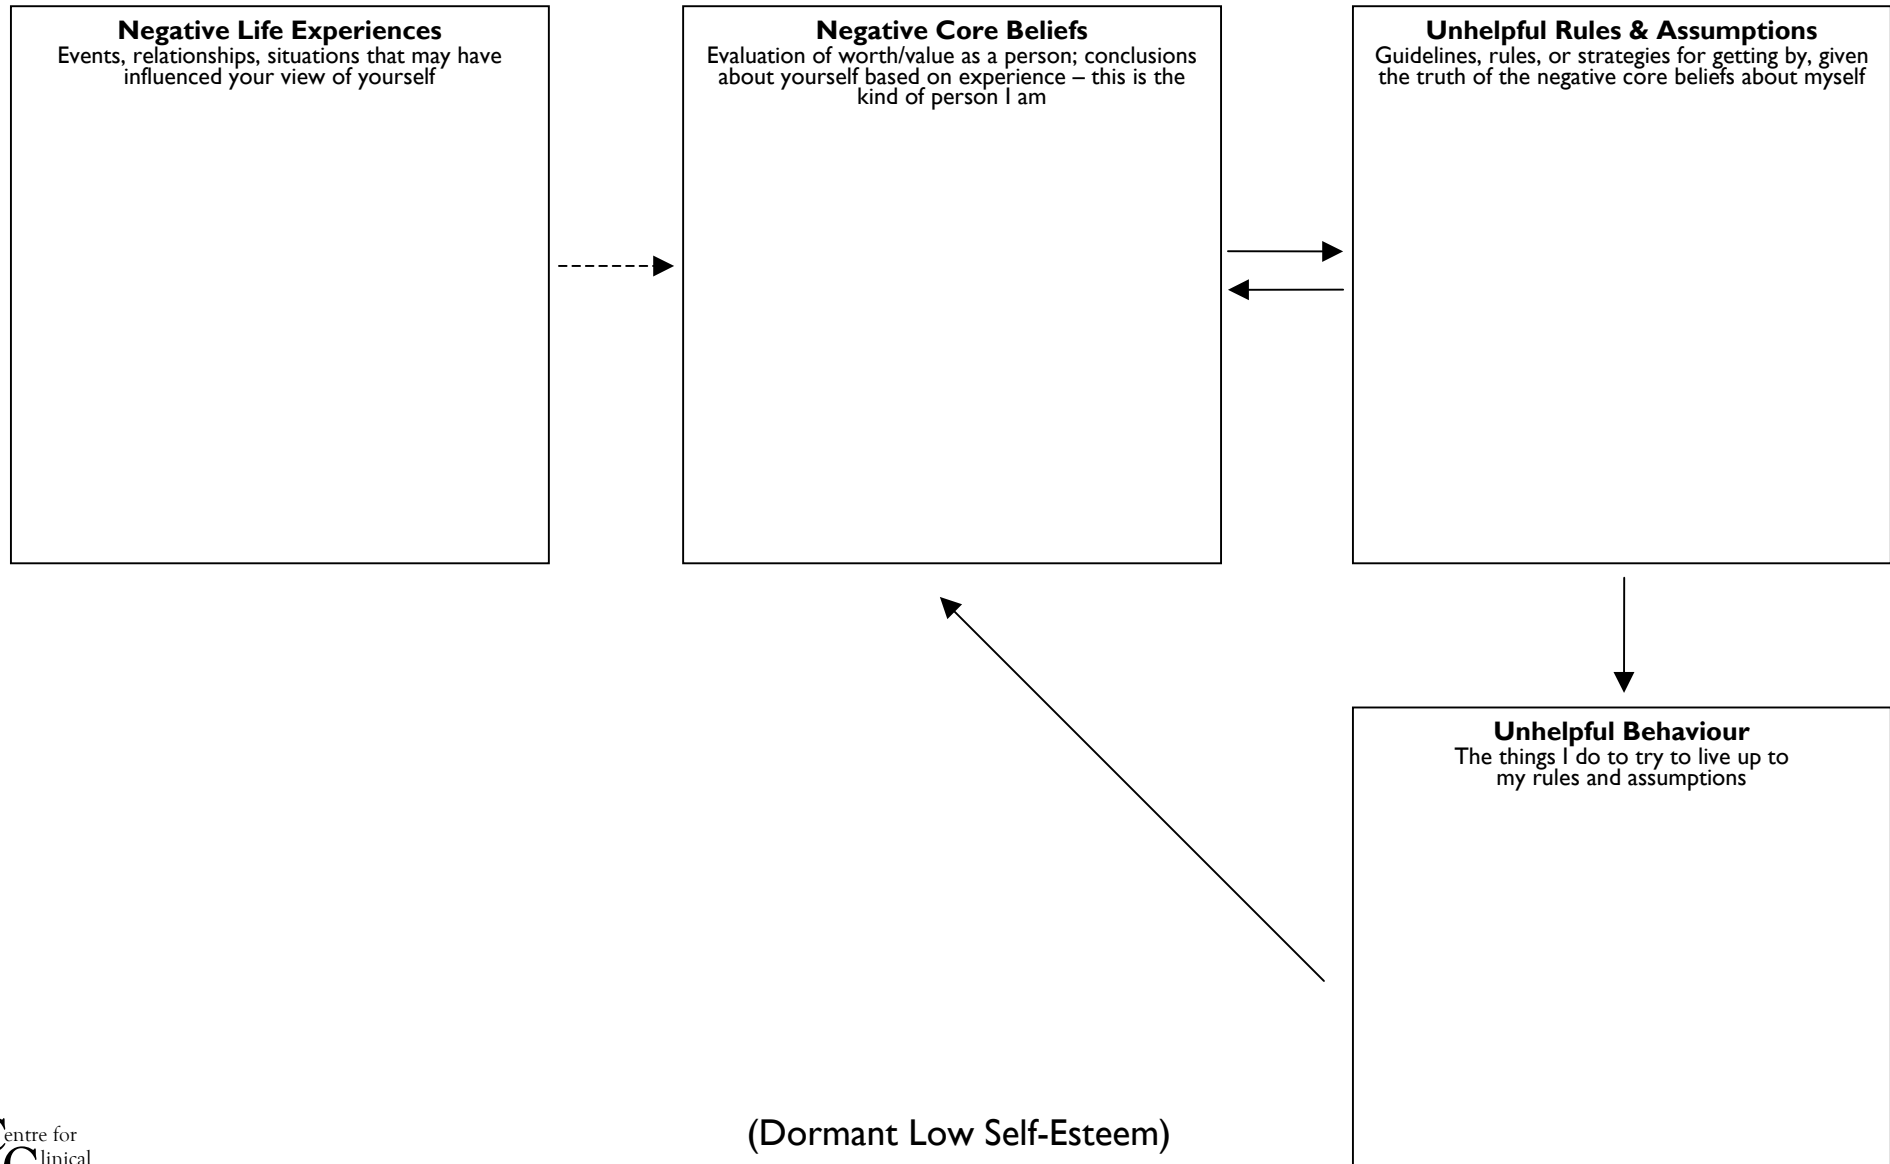 Negative Life Experiences
Events, relationships, situations that may have
influenced your view of yourself
Negative Core Beliefs
Evaluation of worth/value as a person; conclusions
about yourself based on experience – this is the
kind of person I am
Unhelpful Rules & Assumptions
Guidelines, rules, or strategies for getting by, given
the truth of the negative core beliefs about myself
Unhelpful Behaviour
The things I do to try to live up to
my rules and assumptions
(Dormant Low Self-Esteem)
Centre for
Clinical